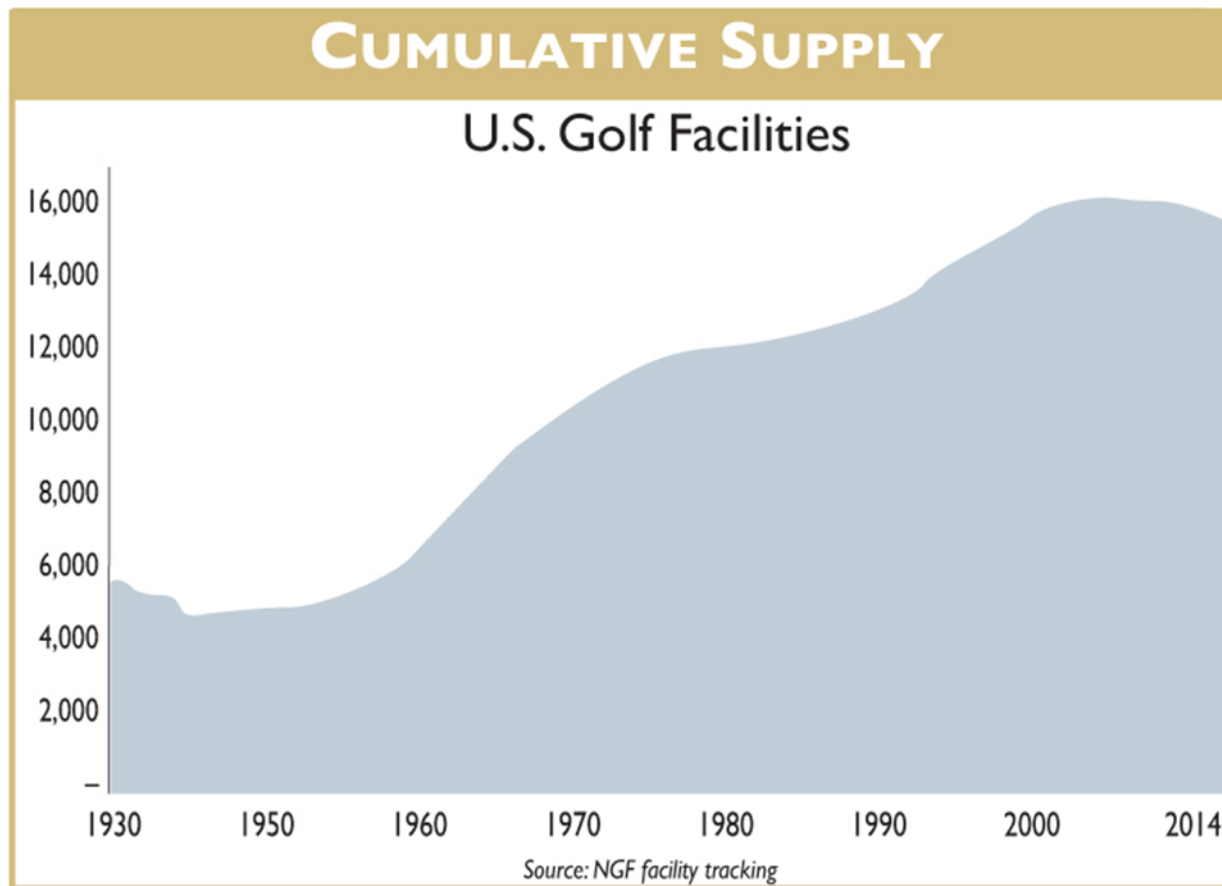 CUMULATIVE SUPPLY
U.S. Golf Facilities
16,000
14,000
12,000
10,000
8,000
6,000
4,000
2,000
–
1930 1950 1960 1970 1980 1990 2000 2014
Source: NGF facility tracking